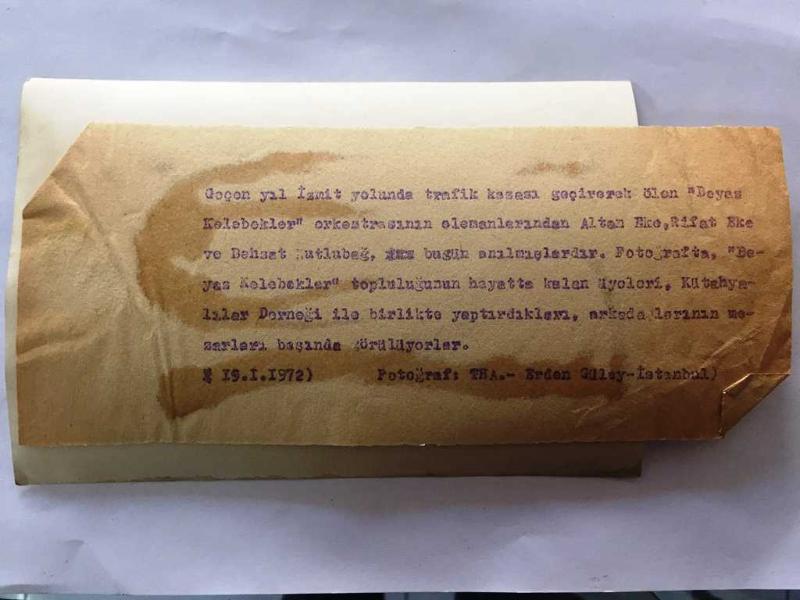 Geçen yıl İzmit yolunda trafik kazası geçirerek ölen "Beyaz
Kelebekler" orkestrasının elemanlarından Altan Eke,Rifat Eke
ve Behsat Kutlubağ, bugün anılmışlardır. Fotoğrafta, "Be-
yaz Kelebekler" topluluğunun hayatta kalan üyeleri, Kütahya-
lılar Derneği ile birlikte yaptırdıkları, arkadaşlarının me-
zarları başında görülüyorlar.
19.I.1972) Fotoğraf: THA.- Erden Güley-İstanbul)